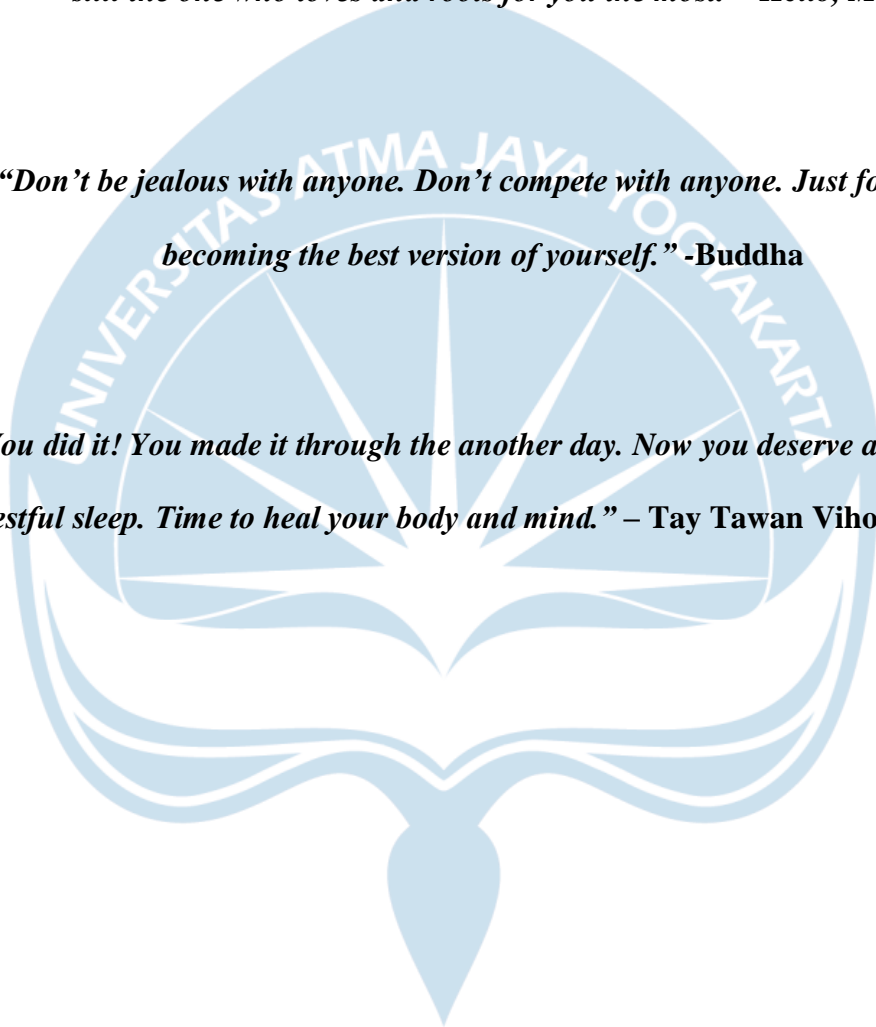 still the one who loves and roots for you the most.” – Hello, M
“Don’t be jealous with anyone. Don’t compete with anyone. Just fo
becoming the best version of yourself.” -Buddha
ou did it! You made it through the another day. Now you deserve a
estful sleep. Time to heal your body and mind.” – Tay Tawan Viho
UNIVERSITAS ATMA JAYA YOGYAKARTA